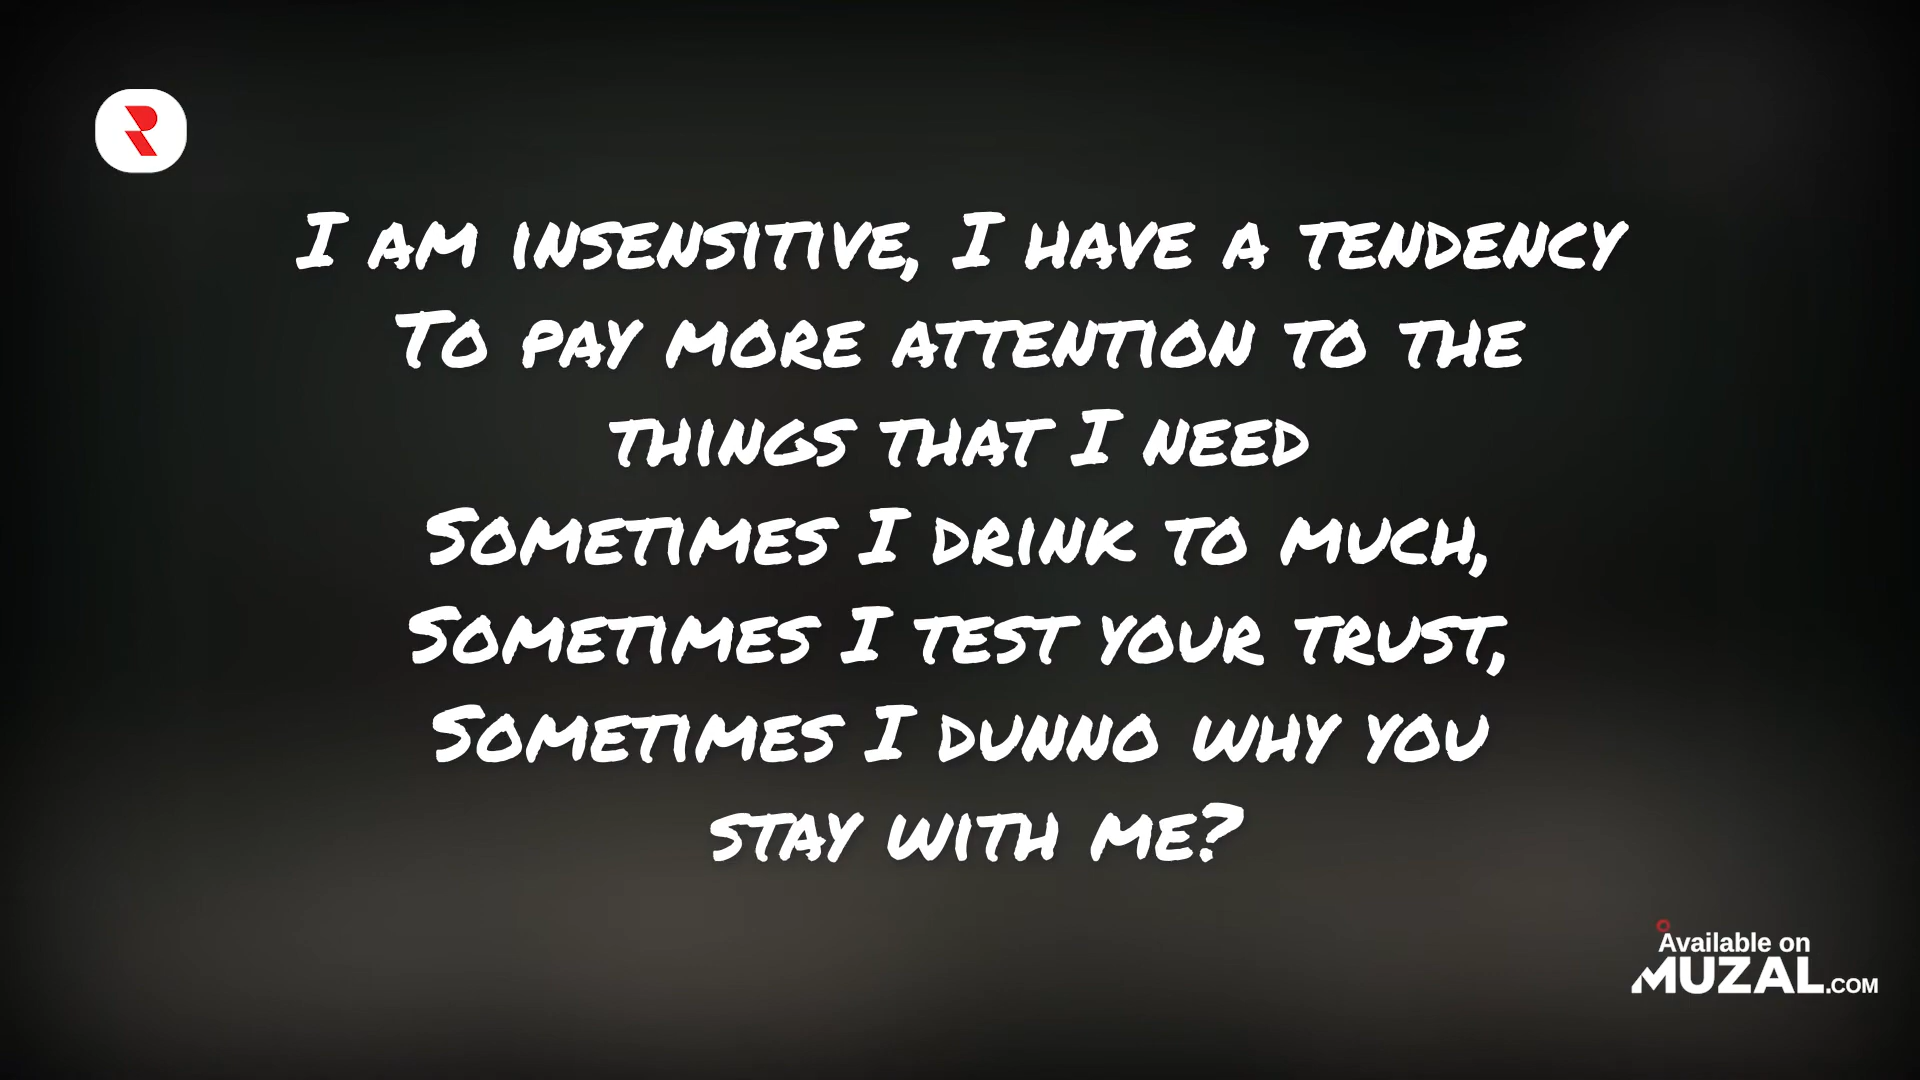 R
I am insensitive, I have a tendency
To pay more attention to the
things that I need
Sometimes I drink to much,
Sometimes I test your trust,
Sometimes I dunno why you
stay with me?
Available on
MUZAL.COM